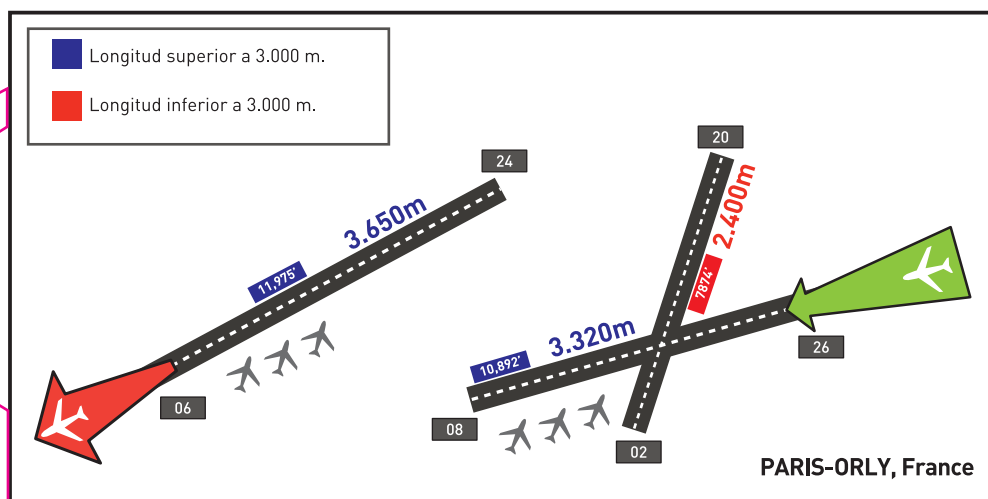 Longitud superior a 3.000 m.
Longitud inferior a 3.000 m.
20
24
3.650m
2.400m
11,975'
7874'
3.320m
26
10,892'
06
08
02
PARIS-ORLY, France